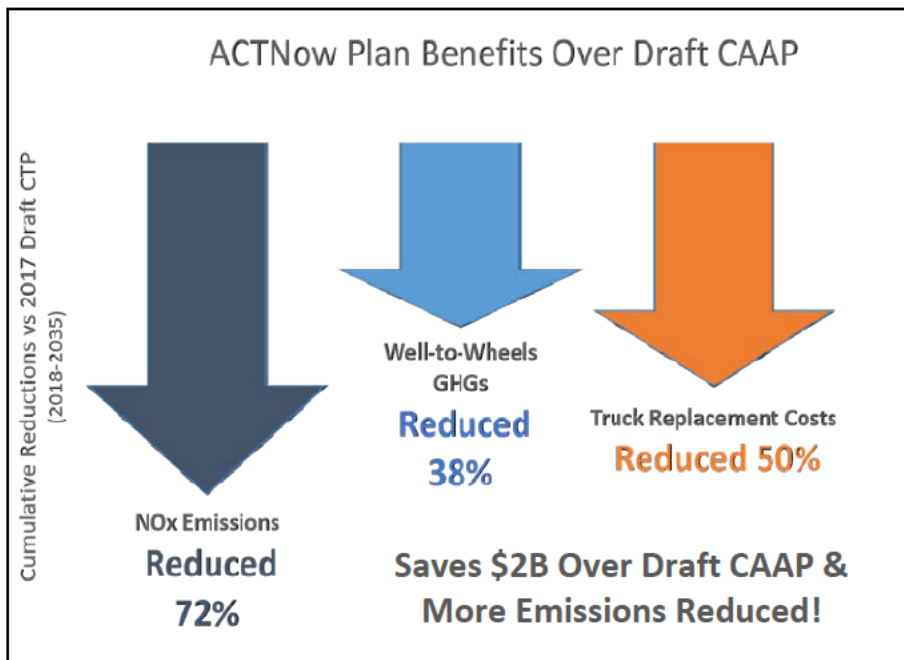 ACTNow Plan Benefits Over Draft CAAP
Cumulative Reductions vs 2017 Draft CTP
(2018-2035)
NOx Emissions
Reduced
72%
Well-to-Wheels
GHGs
Reduced
38%
Truck Replacement Costs
Reduced 50%
Saves $2B Over Draft CAAP &
More Emissions Reduced!